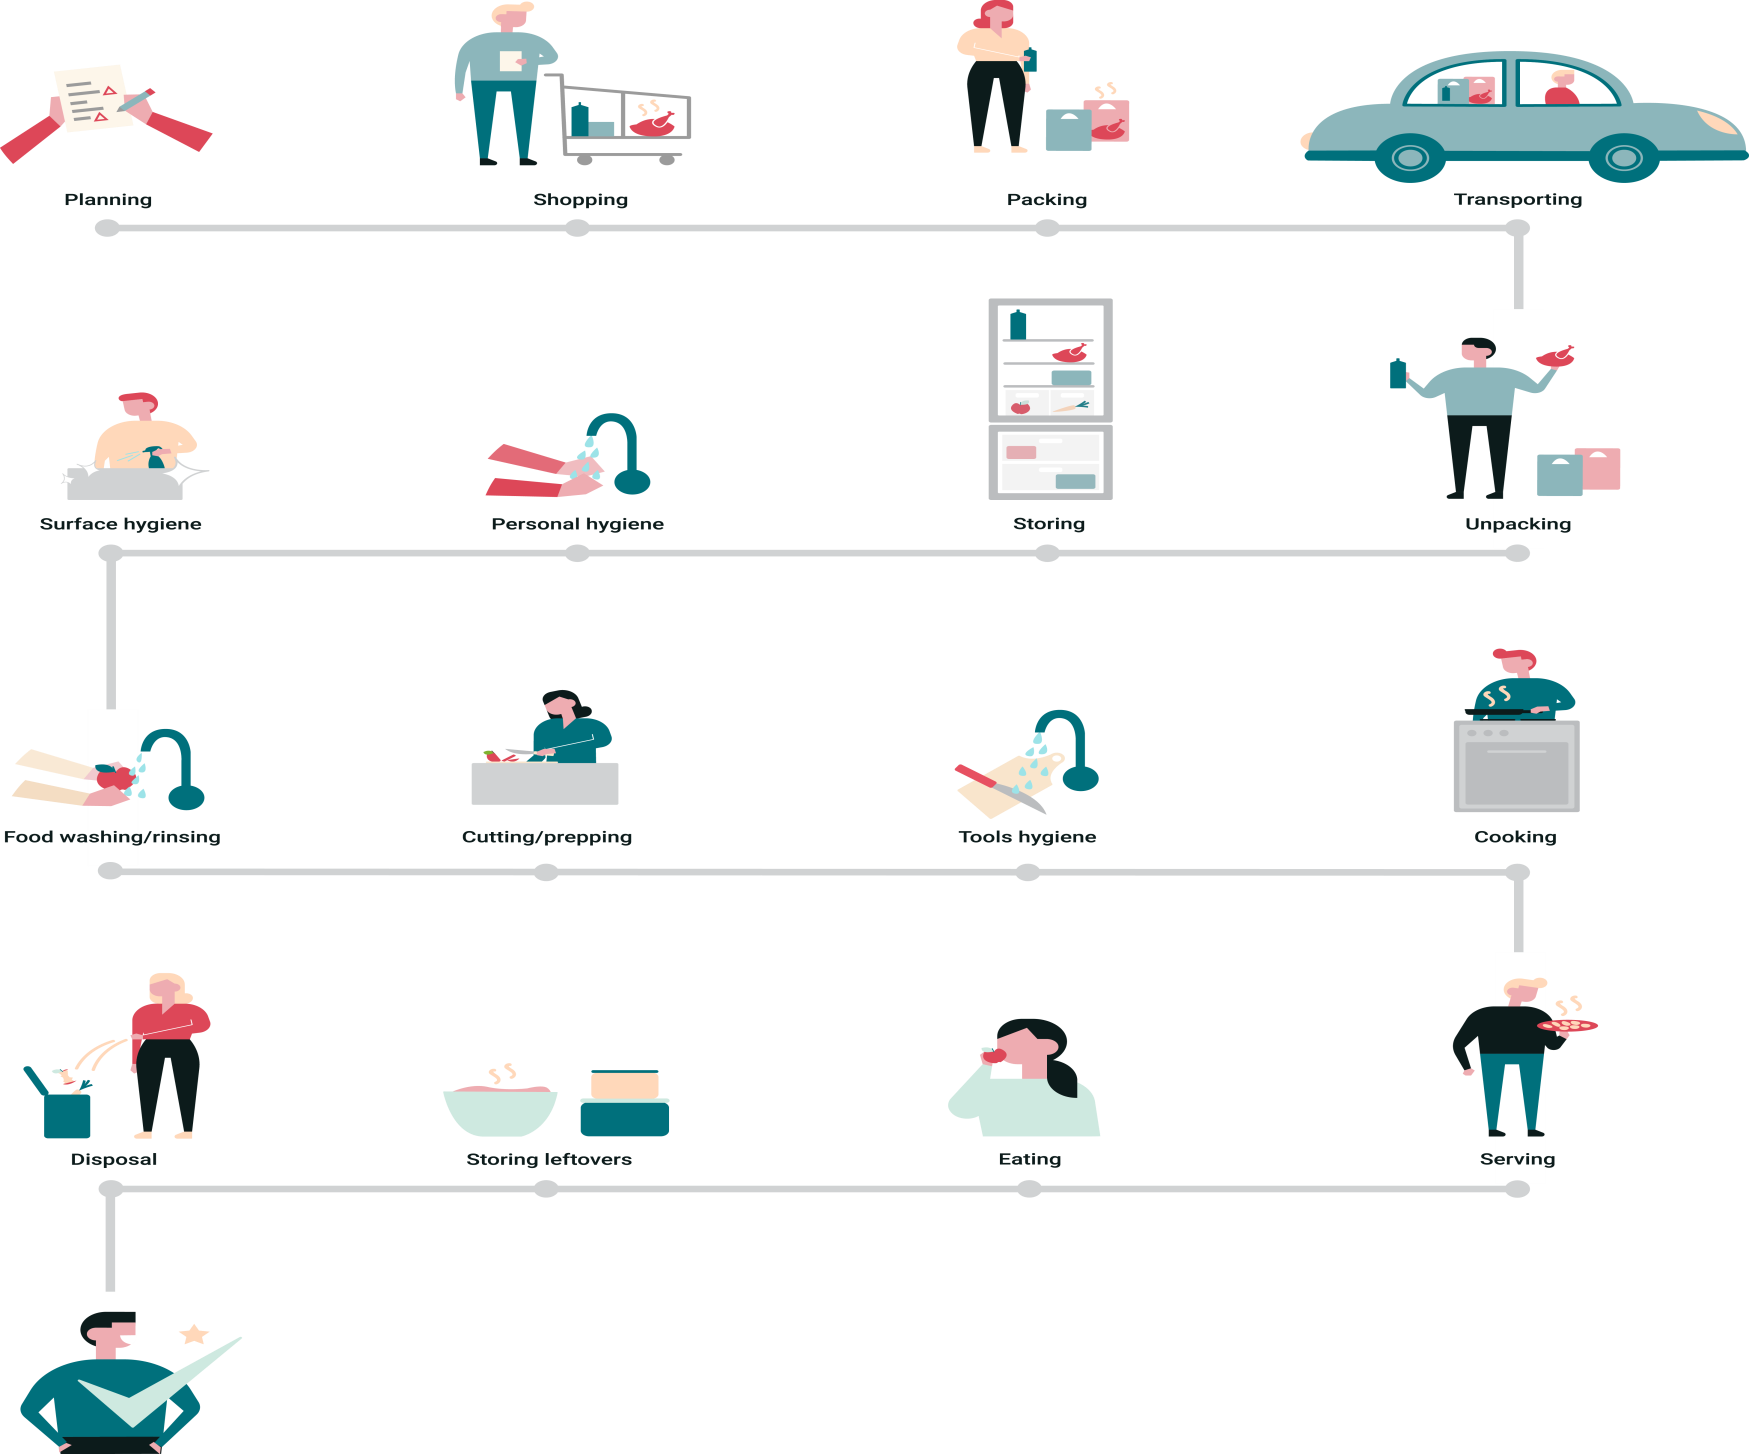 Planning
Shopping
Packing
Transporting
Surface hygiene
Personal hygiene
Storing
Unpacking
Food washing/rinsing
Cutting/prepping
Tools hygiene
Cooking
Disposal
Storing leftovers
Eating
Serving